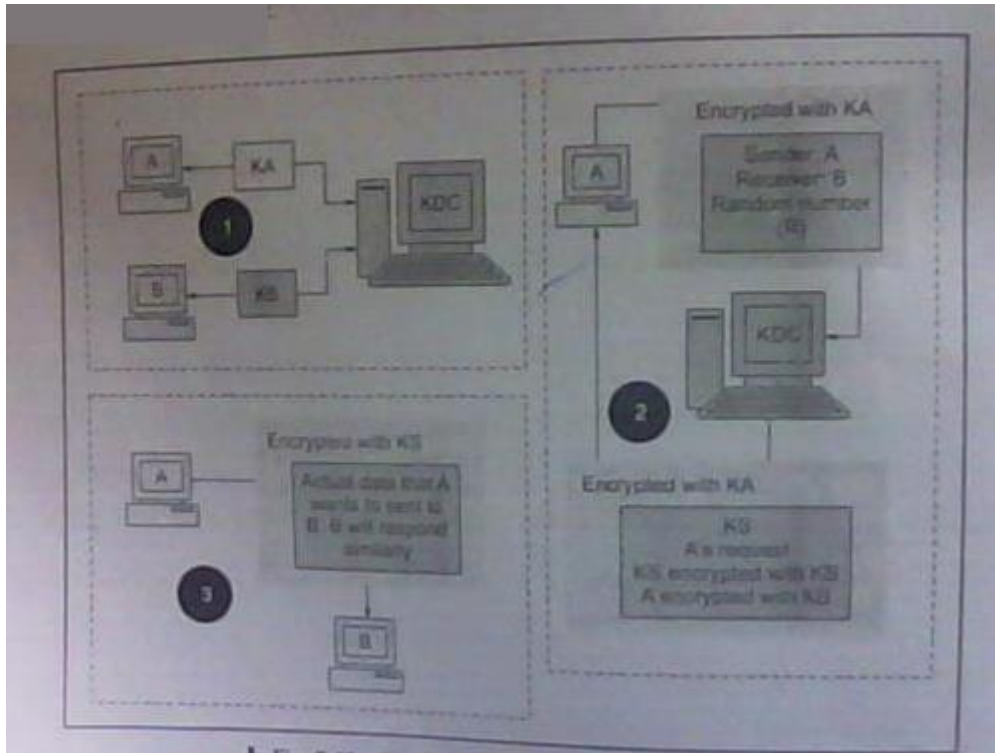 A
KA
KDC
1
B
KB
Encrypted with KA
A
Sender: A
Receiker: B
Random number
(R)
KDC
2
Encrypted with KA
KS
A's request
KS encrypted with KB
A encrypted with KB
Encrypted with KS
A
Actual data that A
wants to sent to
B. B will respond
similarly
3
B